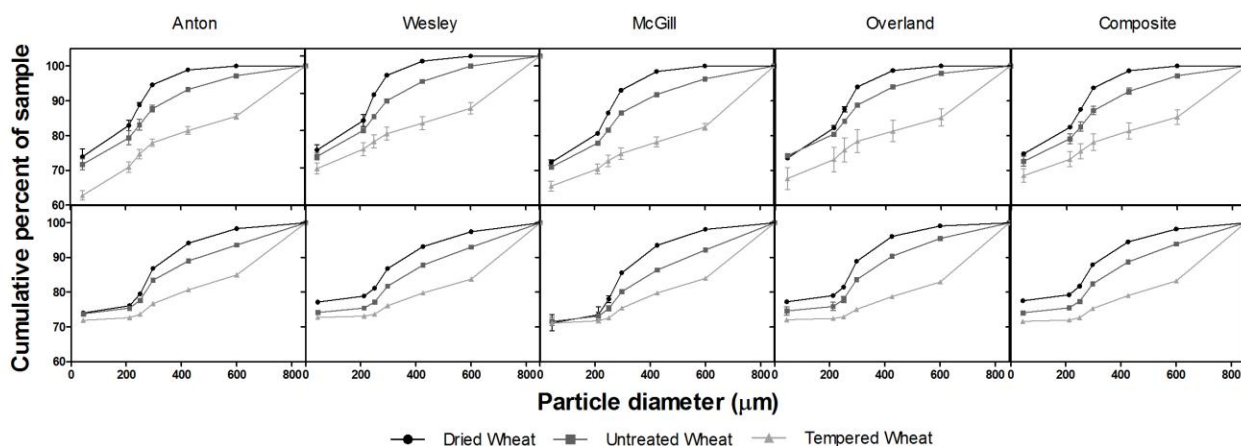 Anton Wesley McGill Overland Composite
Cumulative percent of sample
100
90
80
70
60
100
90
80
70
60
0 200 400 600 800 0 200 400 600 800 0 200 400 600 800 0 200 400 600 800 0 200 400 600 800
Particle diameter (μm)
Dried Wheat Untreated Wheat Tempered Wheat